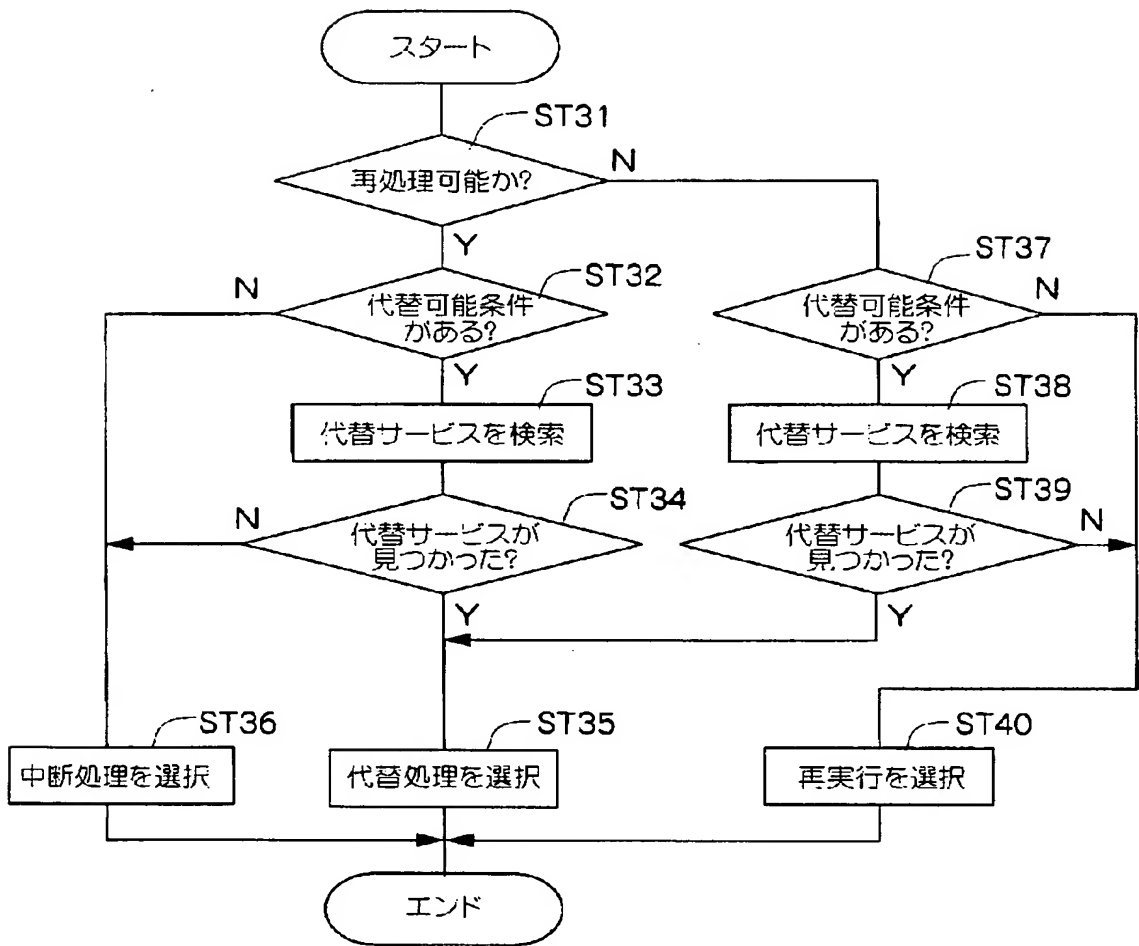 スタート
ST31
再処理可能か?
N
Y
ST32
N
代替可能条件
がある?
Y
ST37
代替可能条件
がある?
N
Y
ST33
代替サービスを検索
ST38
代替サービスを検索
ST34
N
代替サービスが
見つかった?
Y
ST39
代替サービスが
見つかった?
N
Y
ST36
中断処理を選択
ST35
代替処理を選択
ST40
再実行を選択
エンド